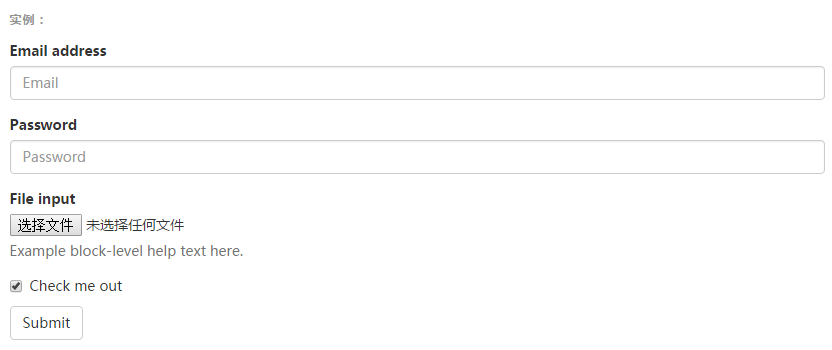 实例：
Email address
Email
Password
Password
File input
选择文件 未选择任何文件
Example block-level help text here.
Check me out
Submit